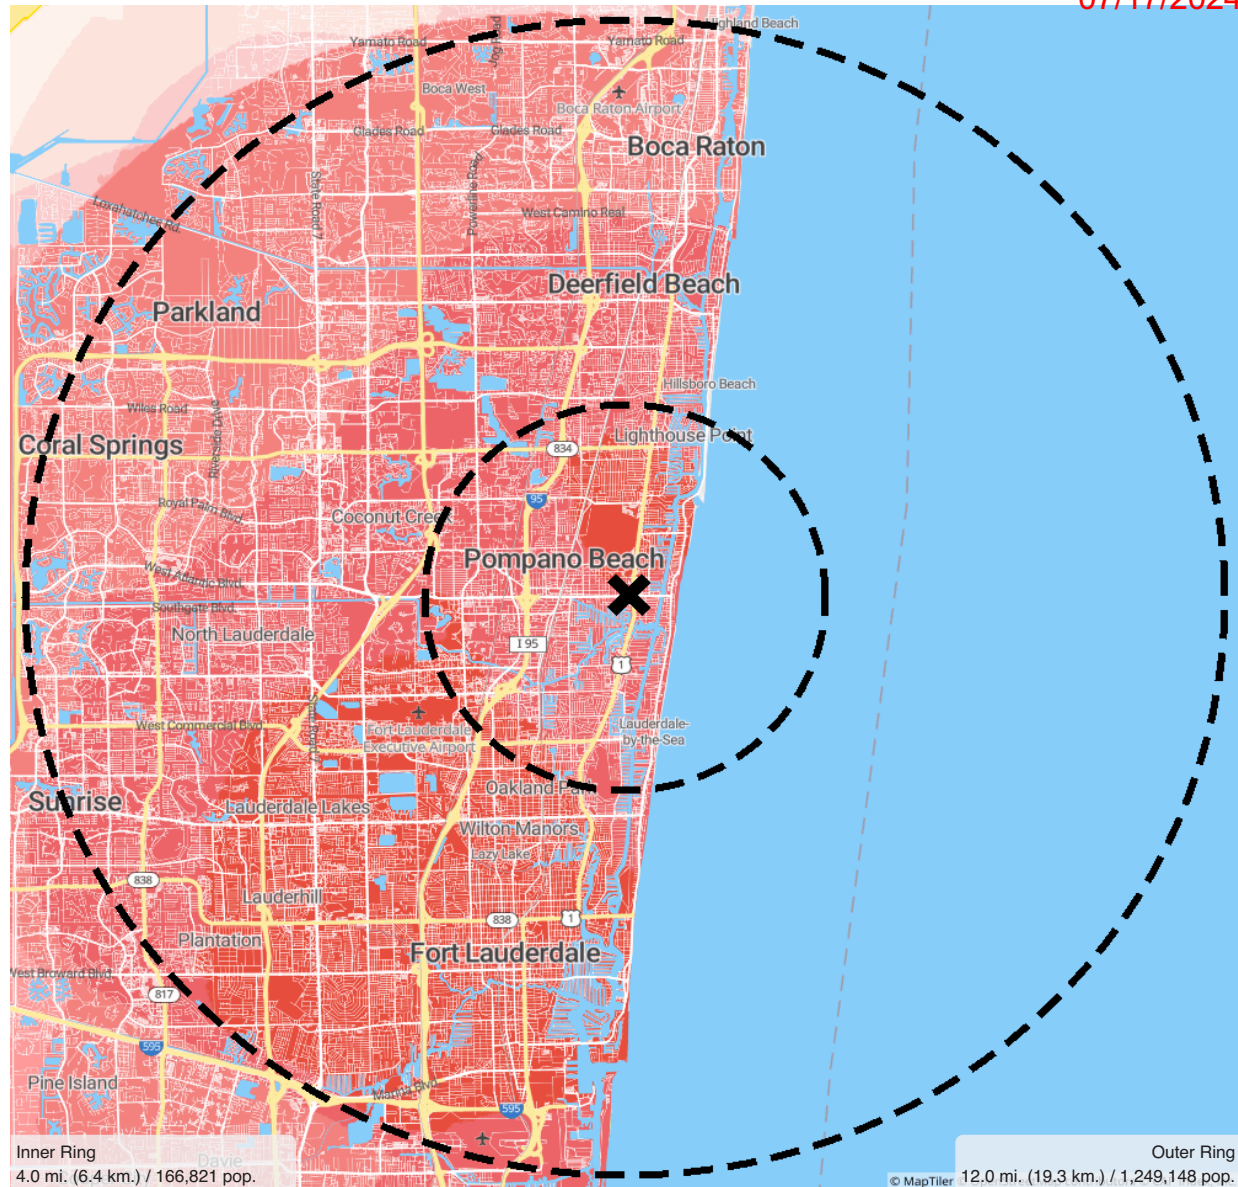 07/17/2024
Highland Beach
Yamato Road
Jog Road
Yamato Road
Boca West
Boca Raton Airport
Glades Road
Glades Road
Boca Raton
State Road 7
Powerline Road
Loxahatchee Rd.
West Camino Real
Deerfield Beach
Parkland
Hillsboro Beach
Wiles Road
Riverside Drive
Lighthouse Point
Coral Springs
834
95
Royal Palm Blvd.
Coconut Creek
Pompano Beach
West Atlantic Blvd.
Southgate Blvd.
North Lauderdale
I 95
1
State Road 7
West Commercial Blvd.
Fort Lauderdale
Executive Airport
Lauderdale-
by-the-Sea
Oakland Park
Sunrise
Lauderdale Lakes
Wilton Manors
Lazy Lake
838
Lauderhill
838
1
Plantation
Fort Lauderdale
West Broward Blvd.
817
595
Pine Island
Marina Blvd.
595
Davie
Inner Ring
4.0 mi. (6.4 km.) / 166,821 pop.
Outer Ring
12.0 mi. (19.3 km.) / 1,249,148 pop.
© MapTiler